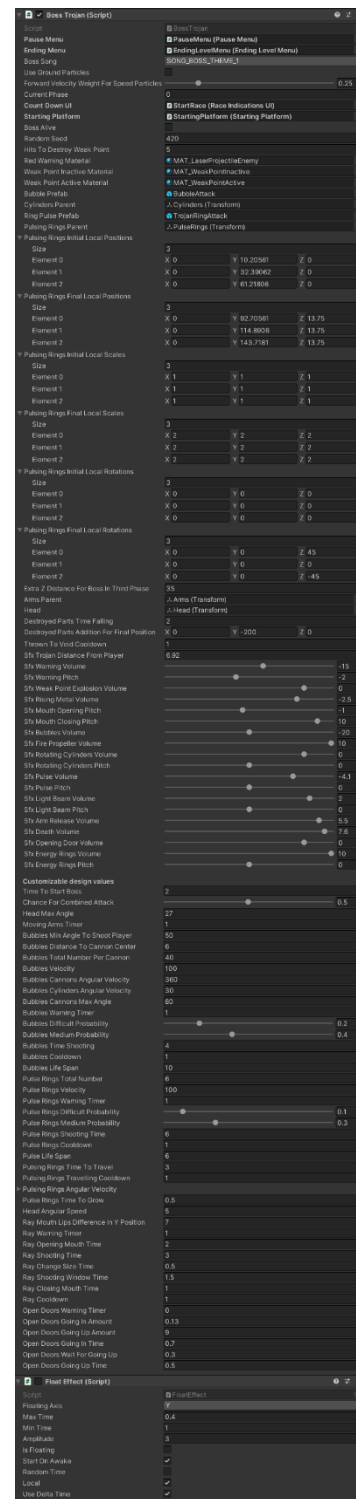 Boss Trojan (Script)
Script BossTrojan
Pause Menu PauseMenu (Pause Menu)
Ending Menu EndingLevelMenu (Ending Level Menu)
Boss Song SONG_BOSS_THEME_1
Use Ground Particles
Forward Velocity Weight For Speed Particles 0.25
Current Phase 0
Count Down UI StartRace (Race Indications UI)
Starting Platform StartingPlatform (Starting Platform)
Boss Alive
Random Seed 420
Hits To Destroy Weak Point 5
Red Warning Material MAT_LaserProjectileEnemy
Weak Point Inactive Material MAT_WeakPointInactive
Weak Point Active Material MAT_WeakPointActive
Bubble Prefab BubbleAttack
Cylinders Parent Cylinders (Transform)
Ring Pulse Prefab TrojanRingAttack
Pulsing Rings Parent PulseRings (Transform)
Pulsing Rings Initial Local Positions
Size 3
Element 0 X 0 Y 10.20561 Z 0
Element 1 X 0 Y 32.39062 Z 0
Element 2 X 0 Y 61.21806 Z 0
Pulsing Rings Final Local Positions
Size 3
Element 0 X 0 Y 92.70561 Z 13.75
Element 1 X 0 Y 114.8906 Z 13.75
Element 2 X 0 Y 143.7181 Z 13.75
Pulsing Rings Initial Local Scales
Size 3
Element 0 X 1 Y 1 Z 1
Element 1 X 1 Y 1 Z 1
Element 2 X 1 Y 1 Z 1
Pulsing Rings Final Local Scales
Size 3
Element 0 X 2 Y 2 Z 2
Element 1 X 2 Y 2 Z 2
Element 2 X 2 Y 2 Z 2
Pulsing Rings Initial Local Rotations
Size 3
Element 0 X 0 Y 0 Z 0
Element 1 X 0 Y 0 Z 0
Element 2 X 0 Y 0 Z 0
Pulsing Rings Final Local Rotations
Size 3
Element 0 X 0 Y 0 Z 45
Element 1 X 0 Y 0 Z 0
Element 2 X 0 Y 0 Z -45
Extra Z Distance For Boss In Third Phase 35
Arms Parent Arms (Transform)
Head Head (Transform)
Destroyed Parts Time Falling 2
Destroyed Parts Addition For Final Position X 0 Y -200 Z 0
Thrown To Void Cooldown 1
Sfx Trojan Distance From Player 6.92
Sfx Warning Volume -15
Sfx Warning Pitch -2
Sfx Weak Point Explosion Volume 0
Sfx Rising Metal Volume -2.5
Sfx Mouth Opening Pitch -1
Sfx Mouth Closing Pitch 10
Sfx Bubbles Volume -20
Sfx Fire Propeller Volume 10
Sfx Rotating Cylinders Volume 0
Sfx Rotating Cylinders Pitch 0
Sfx Pulse Volume -4.1
Sfx Pulse Pitch 0
Sfx Light Beam Volume 2
Sfx Light Beam Pitch 0
Sfx Arm Release Volume 5.5
Sfx Death Volume 7.6
Sfx Opening Door Volume 0
Sfx Energy Rings Volume 10
Sfx Energy Rings Pitch 0
Customizable design values
Time To Start Boss 2
Chance For Combined Attack 0.5
Head Max Angle 27
Moving Arms Timer 1
Bubbles Min Angle To Shoot Player 50
Bubbles Distance To Cannon Center 6
Bubbles Total Number Per Cannon 40
Bubbles Velocity 100
Bubbles Cannons Angular Velocity 360
Bubbles Cylinders Angular Velocity 30
Bubbles Cannons Max Angle 80
Bubbles Warning Timer 1
Bubbles Difficult Probability 0.2
Bubbles Medium Probability 0.4
Bubbles Time Shooting 4
Bubbles Cooldown 1
Bubbles Life Span 10
Pulse Rings Total Number 6
Pulse Rings Velocity 100
Pulse Rings Warning Timer 1
Pulse Rings Difficult Probability 0.1
Pulse Rings Medium Probability 0.3
Pulse Rings Shooting Time 6
Pulse Rings Cooldown 1
Pulse Life Span 6
Pulsing Rings Time To Travel 3
Pulsing Rings Travelling Cooldown 1
Pulsing Rings Angular Velocity
Pulse Rings Time To Grow 0.5
Head Angular Speed 5
Ray Mouth Lips Difference In Y Position 7
Ray Warning Timer 1
Ray Opening Mouth Time 2
Ray Shooting Time 3
Ray Change Size Time 0.5
Ray Shooting Window Time 1.5
Ray Closing Mouth Time 1
Ray Cooldown 1
Open Doors Warning Timer 0
Open Doors Going In Amount 0.13
Open Doors Going Up Amount 9
Open Doors Going In Time 0.7
Open Doors Wait For Going Up 0.3
Open Doors Going Up Time 0.5
Float Effect (Script)
Script FloatEffect
Floating Axis Y
Max Time 0.4
Min Time 1
Amplitude 3
Is Floating
Start On Awake
Random Time
Local
Use Delta Time